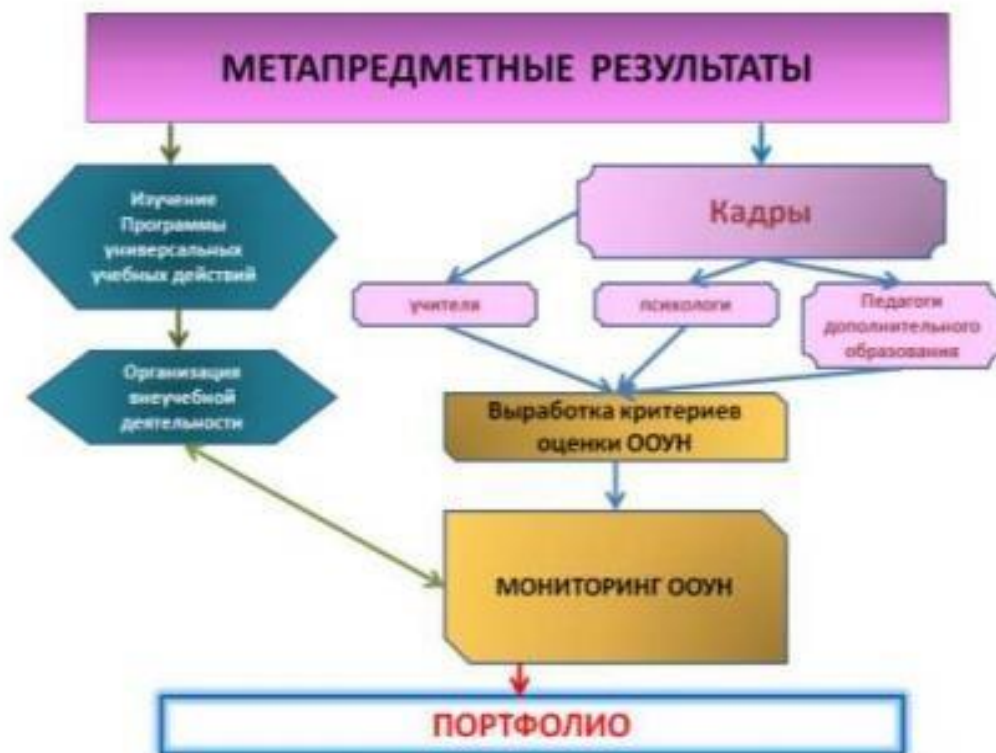 МЕТАПРЕДМЕТНЫЕ РЕЗУЛЬТАТЫ
Изучение
Программы
универсальных
учебных действий
Кадры
учителя
психологи
Педагоги
дополнительного
образования
Организация
внеучебной
деятельности
Выработка критериев
оценки ООУН
МОНИТОРИНГ ООУН
ПОРТФОЛИО